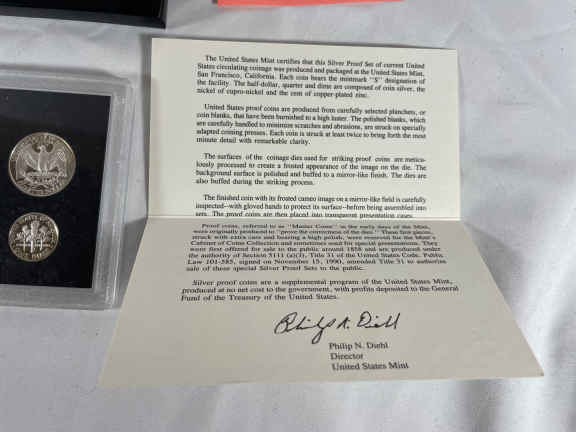 The United States Mint certifies that this Silver Proof Set of current United
States circulating coinage was produced and packaged at the United States Mint,
San Francisco, California. Each coin bears the mintmark "S" designation of
the facility. The half-dollar, quarter and dime are composed of coin silver, the
nickel of cupro-nickel and the cent of copper-plated zinc.
United States proof coins are produced from carefully selected planchets, or
coin blanks, that have been burnished to a high luster. The polished blanks, which
are carefully handled to minimize scratches and abrasions, are struck on specially
adapted coining presses. Each coin is struck at least twice to bring forth the most
minute detail with remarkable clarity.
The surfaces of the coinage dies used for striking proof coins are metic-
ulously processed to create a frosted appearance of the image on the die. The
background surface is polished and buffed to a mirror-like finish. The dies are
also buffed during the striking process.
The finished coin with its frosted cameo image on a mirror-like field is carefully
inspected--with gloved hands to protect its surface--before being assembled into
sets. The proof coins are then placed into transparent presentation cases.
Proof coins, referred to as "Master Coins" in the early days of the Mint,
were originally produced to "prove the correctness of the dies." These first pieces,
struck with extra care and bearing a high polish, were reserved for the Mint's
Cabinet of Coins Collection and sometimes used for special presentations. They
were first offered for sale to the public around 1858 and are produced under
the authority of Section 5111 (a)(3), Title 31 of the United States Code. Public
Law 101-585, signed on November 15, 1990, amended Title 31 to authorize
sale of these special Silver Proof Sets to the public.
Silver proof coins are a supplemental program of the United States Mint,
produced at no net cost to the government, with profits deposited to the General
Fund of the Treasury of the United States.
Philip N. Diehl
Philip N. Diehl
Director
United States Mint